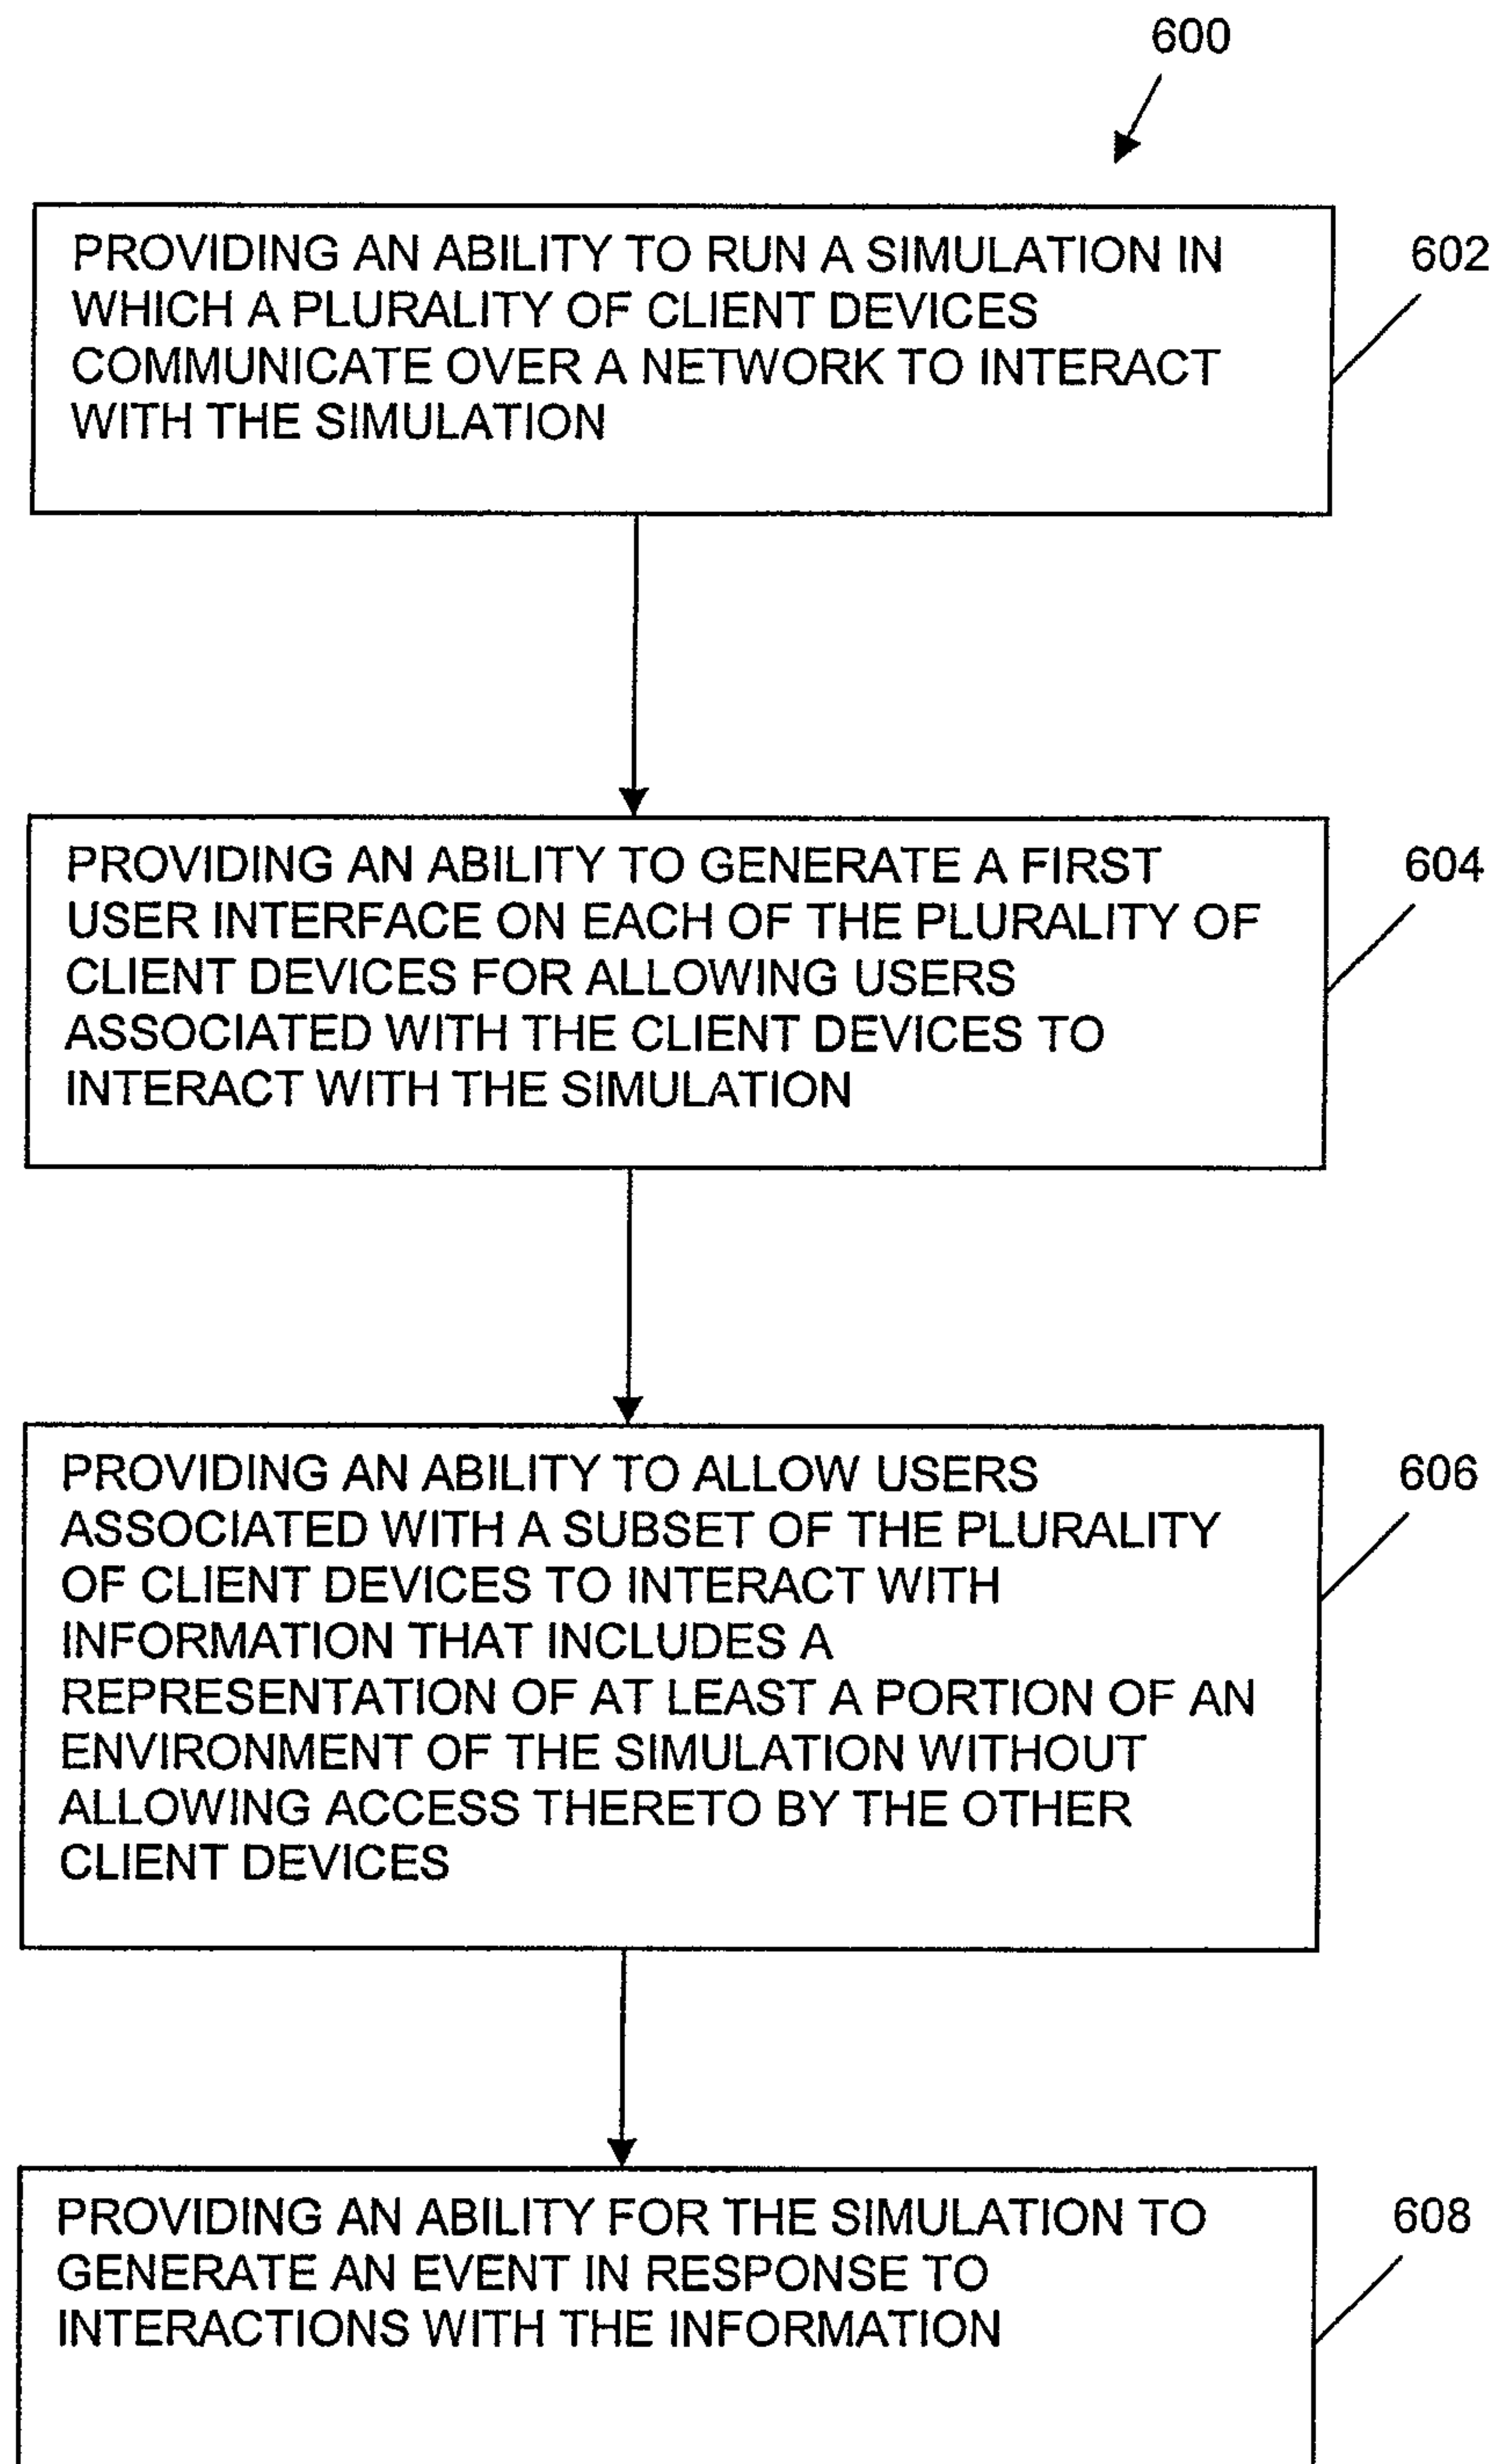 600
PROVIDING AN ABILITY TO RUN A SIMULATION IN
WHICH A PLURALITY OF CLIENT DEVICES
COMMUNICATE OVER A NETWORK TO INTERACT
WITH THE SIMULATION
602
PROVIDING AN ABILITY TO GENERATE A FIRST
USER INTERFACE ON EACH OF THE PLURALITY OF
CLIENT DEVICES FOR ALLOWING USERS
ASSOCIATED WITH THE CLIENT DEVICES TO
INTERACT WITH THE SIMULATION
604
PROVIDING AN ABILITY TO ALLOW USERS
ASSOCIATED WITH A SUBSET OF THE PLURALITY
OF CLIENT DEVICES TO INTERACT WITH
INFORMATION THAT INCLUDES A
REPRESENTATION OF AT LEAST A PORTION OF AN
ENVIRONMENT OF THE SIMULATION WITHOUT
ALLOWING ACCESS THERETO BY THE OTHER
CLIENT DEVICES
606
PROVIDING AN ABILITY FOR THE SIMULATION TO
GENERATE AN EVENT IN RESPONSE TO
INTERACTIONS WITH THE INFORMATION
608